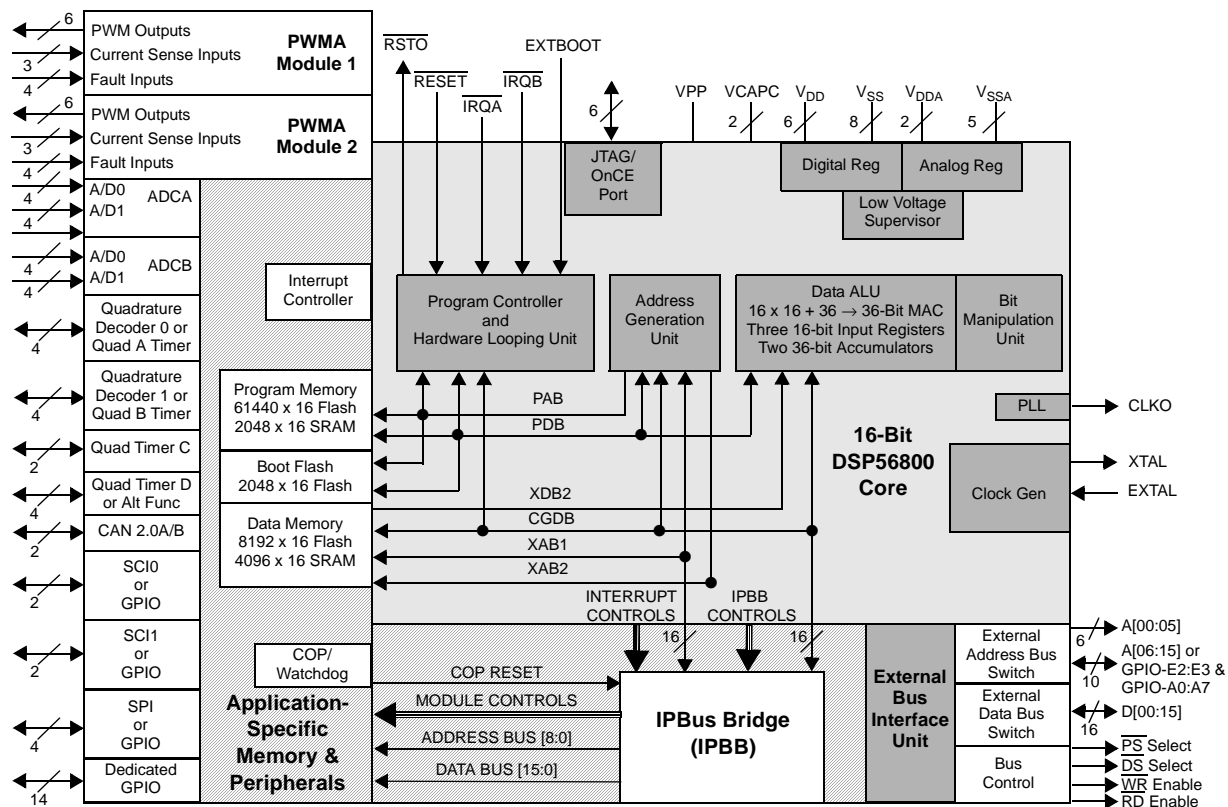 6
PWM Outputs
PWMA
Module 1
3
Current Sense Inputs
4
Fault Inputs
6
PWM Outputs
PWMA
Module 2
3
Current Sense Inputs
4
Fault Inputs
4
A/D0
4
A/D1
ADCA
4
4
A/D0
4
A/D1
ADCB
Quadrature
Decoder 0 or
Quad A Timer
4
Quadrature
Decoder 1 or
Quad B Timer
4
Quad Timer C
2
Quad Timer D
or Alt Func
4
CAN 2.0A/B
2
SCI0
or
GPIO
2
SCI1
or
GPIO
2
SPI
or
GPIO
4
Dedicated
GPIO
14
RSTO
RESET
IRQA
IRQB
EXTBOOT
6
VPP
VCAPC
2
VDD
6
VSS
8
VDDA
2
VSSA
5
JTAG/
OnCE
Port
Digital Reg
Analog Reg
Low Voltage
Supervisor
Interrupt
Controller
Program Controller
and
Hardware Looping Unit
Address
Generation
Unit
Data ALU
16 x 16 + 36 → 36-Bit MAC
Three 16-bit Input Registers
Two 36-bit Accumulators
Bit
Manipulation
Unit
Program Memory
61440 x 16 Flash
2048 x 16 SRAM
Boot Flash
2048 x 16 Flash
Data Memory
8192 x 16 Flash
4096 x 16 SRAM
PAB
PDB
XDB2
CGDB
XAB1
XAB2
16-Bit
DSP56800
Core
PLL
CLKO
Clock Gen
XTAL
EXTAL
INTERRUPT
CONTROLS
IPBB
CONTROLS
16
16
COP/
Watchdog
COP RESET
MODULE CONTROLS
ADDRESS BUS [8:0]
DATA BUS [15:0]
Application-
Specific
Memory &
Peripherals
IPBus Bridge
(IPBB)
External
Bus
Interface
Unit
External
Address Bus
Switch
External
Data Bus
Switch
Bus
Control
6
A[00:05]
10
A[06:15] or
GPIO-E2:E3 &
GPIO-A0:A7
16
D[00:15]
PS Select
DS Select
WR Enable
RD Enable